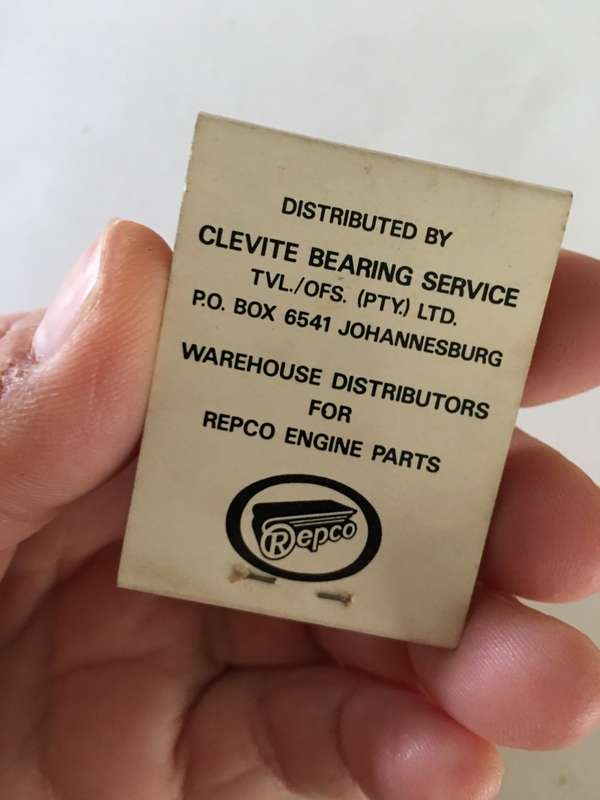 DISTRIBUTED BY
CLEVITE BEARING SERVICE
TVL./OFS. (PTY.) LTD.
P.O. BOX 6541 JOHANNESBURG
WAREHOUSE DISTRIBUTORS
FOR
REPCO ENGINE PARTS
Repco